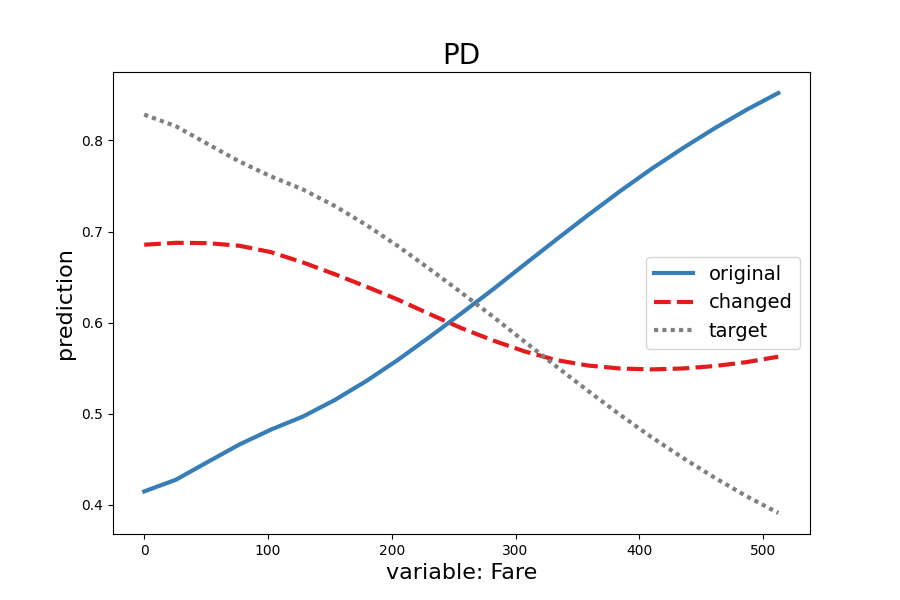 PD
0.8
0.7
0.6
0.5
0.4
prediction
original
changed
target
0 100 200 300 400 500
variable: Fare